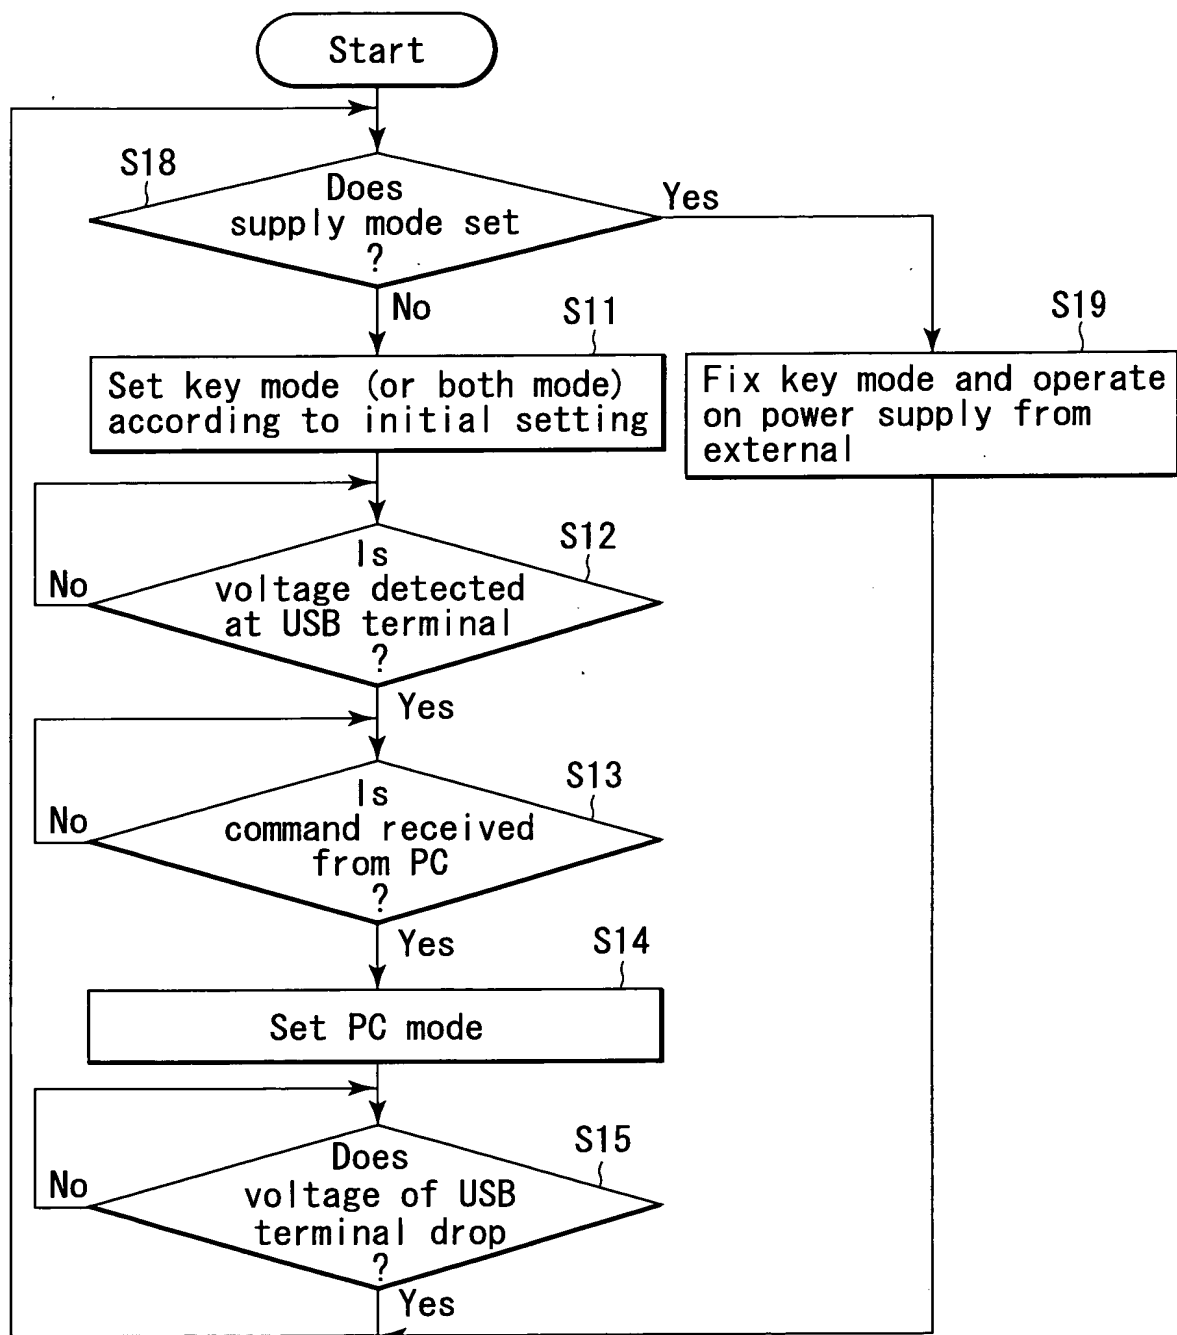 Start
S18
Does
supply mode set
?
Yes
No
S11
Set key mode (or both mode)
according to initial setting
S19
Fix key mode and operate
on power supply from
external
S12
Is
voltage detected
at USB terminal
?
No
Yes
S13
Is
command received
from PC
?
No
Yes
S14
Set PC mode
S15
Does
voltage of USB
terminal drop
?
No
Yes